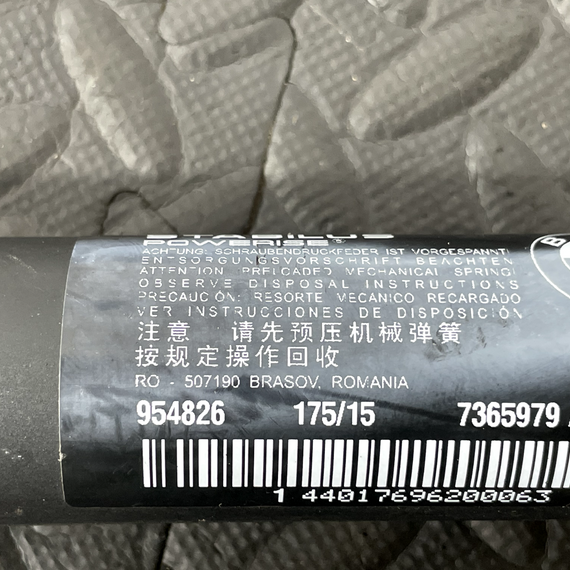 STABILUS
POWERISE®
ACHTUNG: SCHRAUBENDRUCKFEDER IST VORGESPANNT!
ENTSORGUNGSVORSCHRIFT BEACHTEN
ATTENTION PRELOADED MECHANICAL SPRING!
OBSERVE DISPOSAL INSTRUCTIONS
PRECAUCIÓN: RESORTE MECÁNICO RECARGADO
VER INSTRUCCIONES DE DISPOSICIÓN
注意 请先预压机械弹簧
按规定操作回收
RO - 507190 BRASOV, ROMANIA
954826 175/15 7365979
1 44017696200063
B